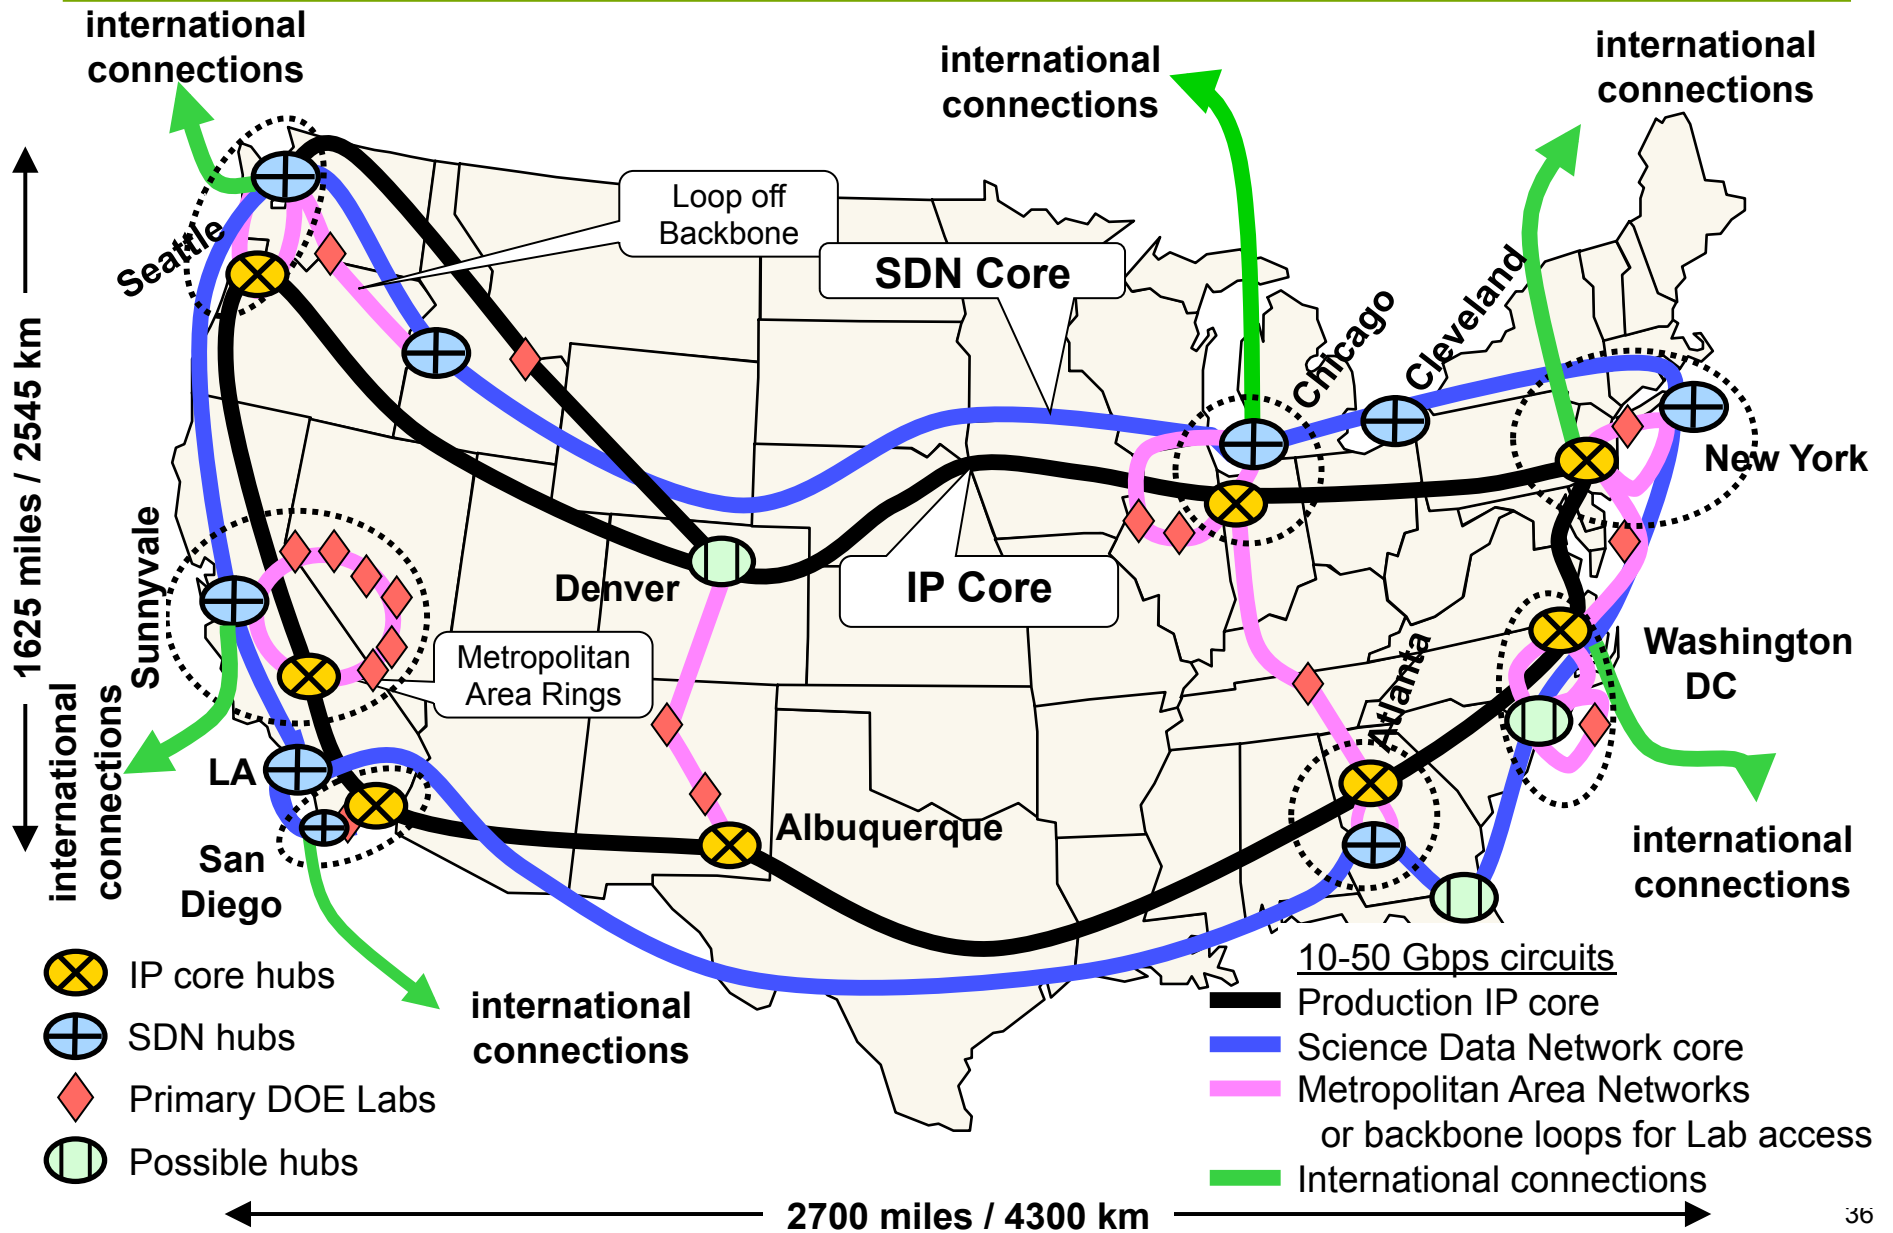 international
connections
international
connections
international
connections
Loop off
Backbone
SDN Core
Seattle
Chicago
Cleveland
New York
1625 miles / 2545 km
Sunnyvale
Denver
IP Core
Metropolitan
Area Rings
Atlanta
Washington
DC
international
connections
LA
San
Diego
Albuquerque
international
connections
international
connections
IP core hubs
SDN hubs
Primary DOE Labs
Possible hubs
10-50 Gbps circuits
Production IP core
Science Data Network core
Metropolitan Area Networks
or backbone loops for Lab access
International connections
2700 miles / 4300 km
36